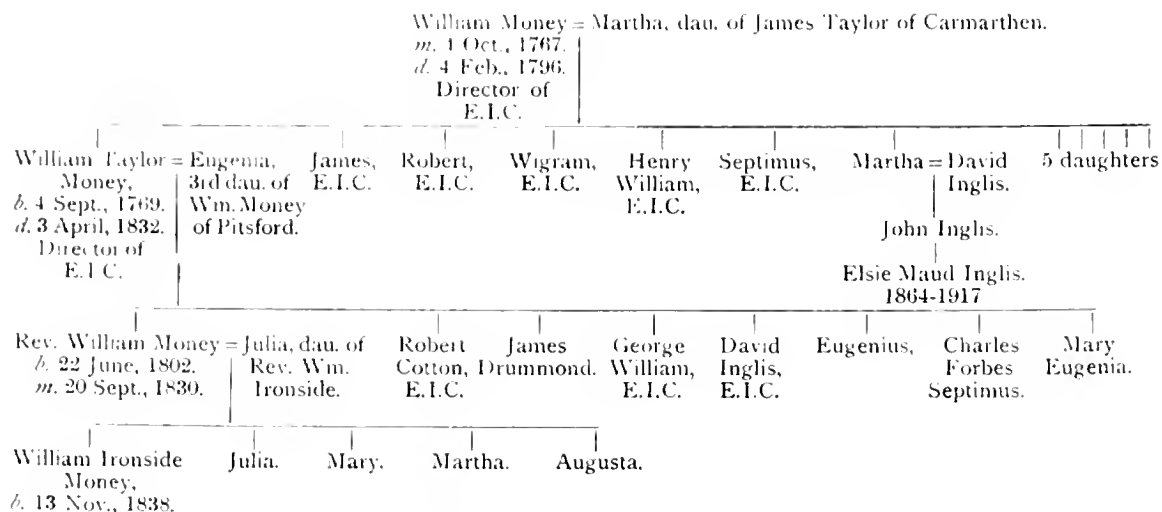 William Money = Martha, dau. of James Taylor of Carmarthen.
m. 1 Oct., 1767.
d. 4 Feb., 1796.
Director of
E.I.C.
William Taylor = Eugenia,
Money,
b. 4 Sept., 1769.
d. 3 April, 1832.
Director of
E.I.C.
3rd dau. of
Wm. Money
of Pitsford.
James,
E.I.C.
Robert,
E.I.C.
Wigram,
E.I.C.
Henry
William,
E.I.C.
Septimus,
E.I.C.
Martha = David
Inglis.
5 daughters
John Inglis.
Elsie Maud Inglis.
1864-1917
Rev. William Money = Julia, dau. of
b. 22 June, 1802.
m. 20 Sept., 1830.
Rev. Wm.
Ironside.
Robert
Cotton,
E.I.C.
James
Drummond.
George
William,
E.I.C.
David
Inglis,
E.I.C.
Eugenius,
Charles
Forbes
Septimus.
Mary
Eugenia.
William Ironside
Money,
b. 13 Nov., 1838.
Julia.
Mary.
Martha.
Augusta.